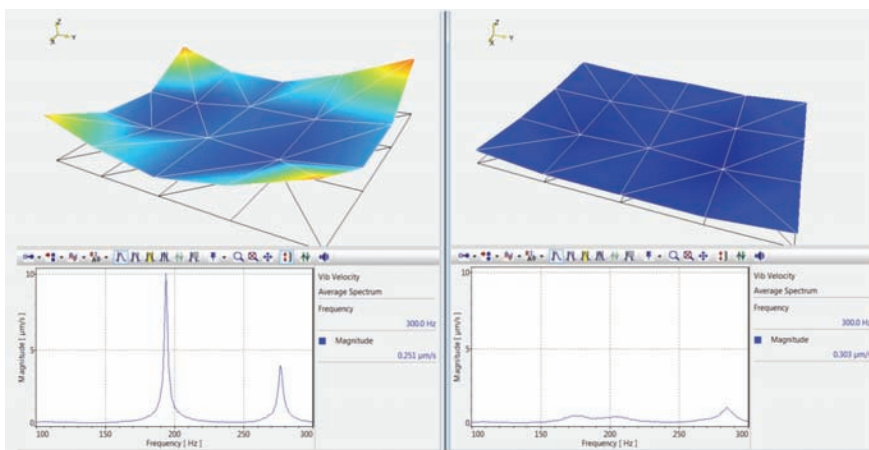 Z
X
Y
Z
X
Y
10
5
0
100
200
300
Magnitude [ μm/s ]
Frequency [ Hz ]
Vib Velocity
Average Spectrum
Frequency
300.0 Hz
Magnitude
0.251 μm/s
10
5
0
100
150
200
250
300
Magnitude [ μm/s ]
Frequency [ Hz ]
Vib Velocity
Average Spectrum
Frequency
300.0 Hz
Magnitude
0.303 μm/s